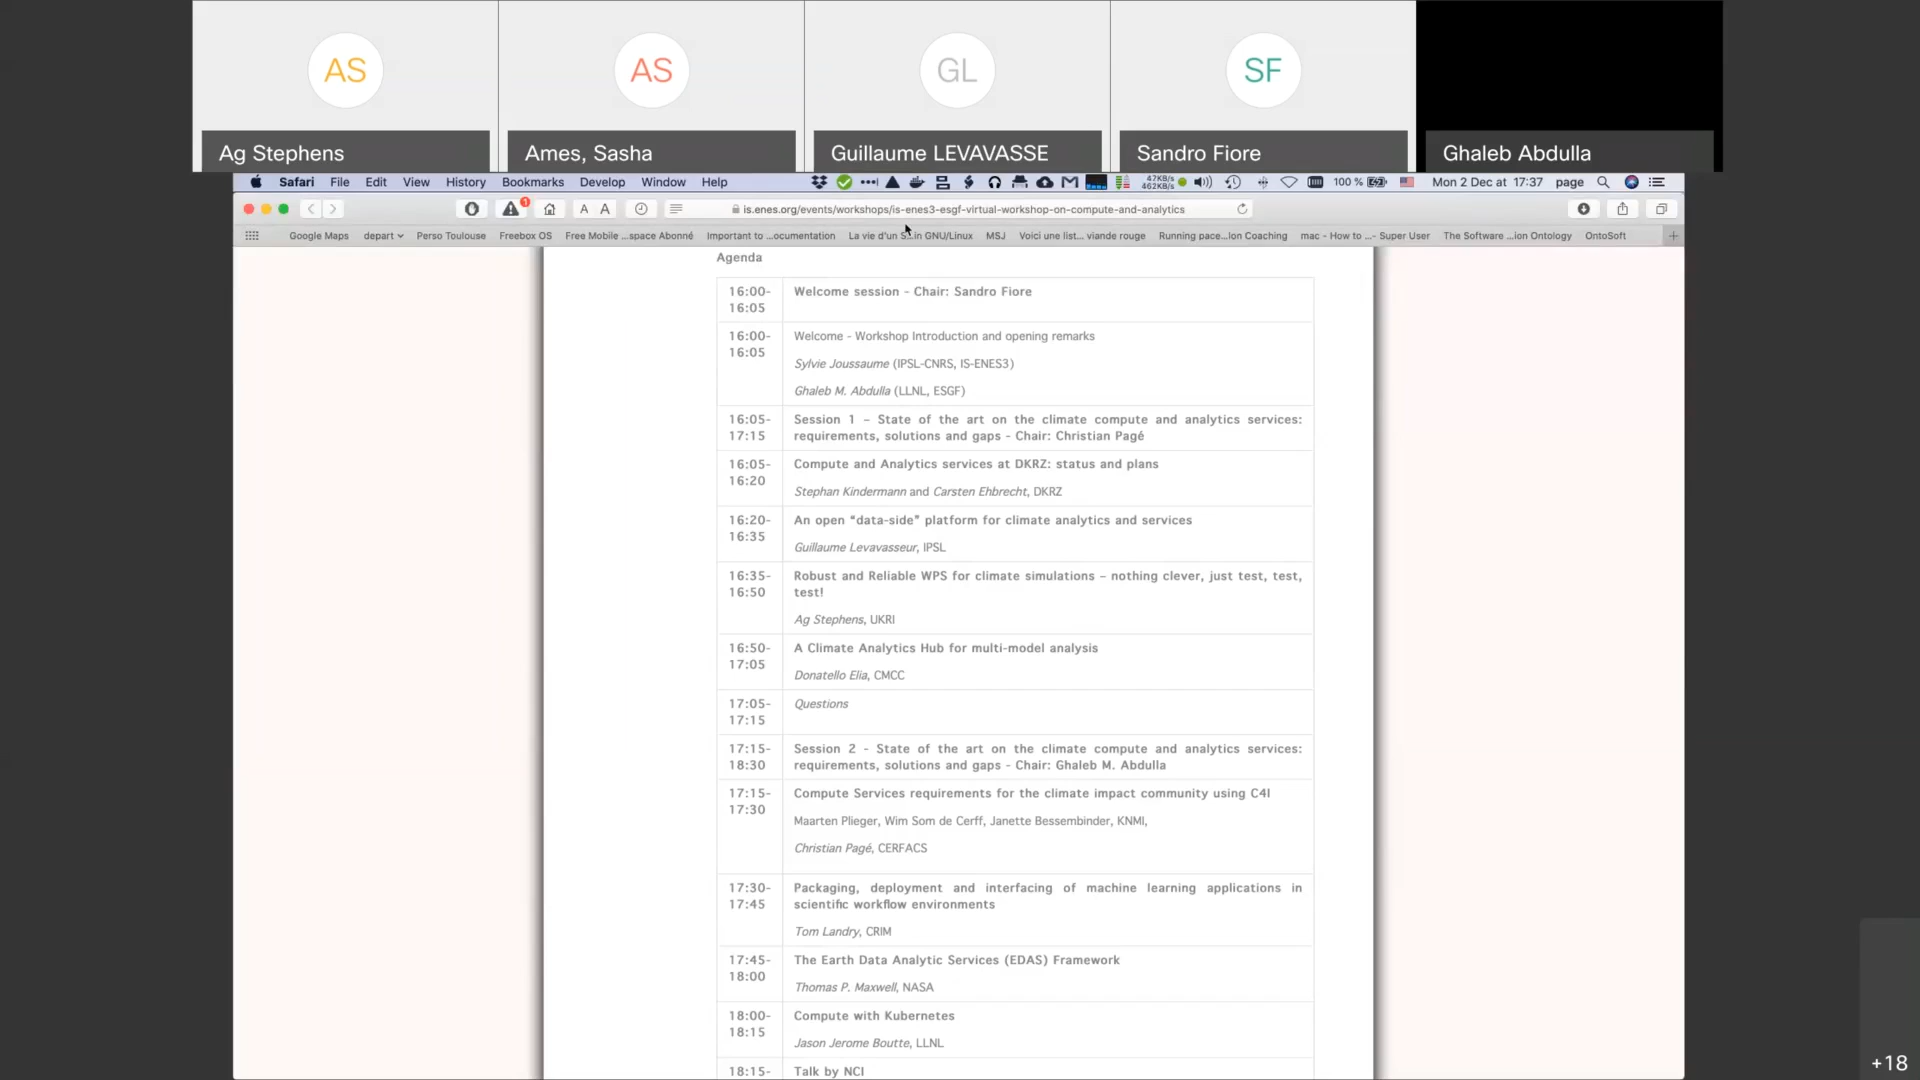 AS
AS
GL
SF
Ag Stephens
Ames, Sasha
Guillaume LEVAVASSE
Sandro Fiore
Ghaleb Abdulla
Safari File Edit View History Bookmarks Develop Window Help
47KB/s
462KB/s
100 %
Mon 2 Dec at 17:37 page
1
A A
is.enes.org/events/workshops/is-enes3-esgf-virtual-workshop-on-compute-and-analytics
Google Maps depart Perso Toulouse Freebox OS Free Mobile ...space Abonné Important to ...ocumentation La vie d'un S...in GNU/Linux MSJ Voici une list... viande rouge Running pace...ion Coaching mac - How to ...- Super User The Software ...ion Ontology OntoSoft
Agenda
16:00-
16:05
Welcome session - Chair: Sandro Fiore
16:00-
16:05
Welcome - Workshop Introduction and opening remarks
Sylvie Joussaume (IPSL-CNRS, IS-ENES3)
Ghaleb M. Abdulla (LLNL, ESGF)
16:05-
17:15
Session 1 – State of the art on the climate compute and analytics services:
requirements, solutions and gaps - Chair: Christian Pagé
16:05-
16:20
Compute and Analytics services at DKRZ: status and plans
Stephan Kindermann and Carsten Ehbrecht, DKRZ
16:20-
16:35
An open “data-side” platform for climate analytics and services
Guillaume Levavasseur, IPSL
16:35-
16:50
Robust and Reliable WPS for climate simulations – nothing clever, just test, test,
test!
Ag Stephens, UKRI
16:50-
17:05
A Climate Analytics Hub for multi-model analysis
Donatello Elia, CMCC
17:05-
17:15
Questions
17:15-
18:30
Session 2 - State of the art on the climate compute and analytics services:
requirements, solutions and gaps - Chair: Ghaleb M. Abdulla
17:15-
17:30
Compute Services requirements for the climate impact community using C4I
Maarten Plieger, Wim Som de Cerff, Janette Bessembinder, KNMI,
Christian Pagé, CERFACS
17:30-
17:45
Packaging, deployment and interfacing of machine learning applications in
scientific workflow environments
Tom Landry, CRIM
17:45-
18:00
The Earth Data Analytic Services (EDAS) Framework
Thomas P. Maxwell, NASA
18:00-
18:15
Compute with Kubernetes
Jason Jerome Boutte, LLNL
18:15-
Talk by NCI
+18